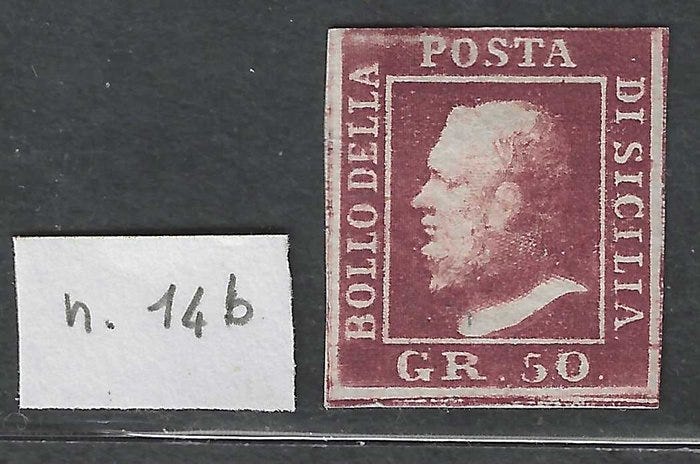 POSTA
BOLLO DELLA
DI SICILIA
GR. 50.
n. 14b